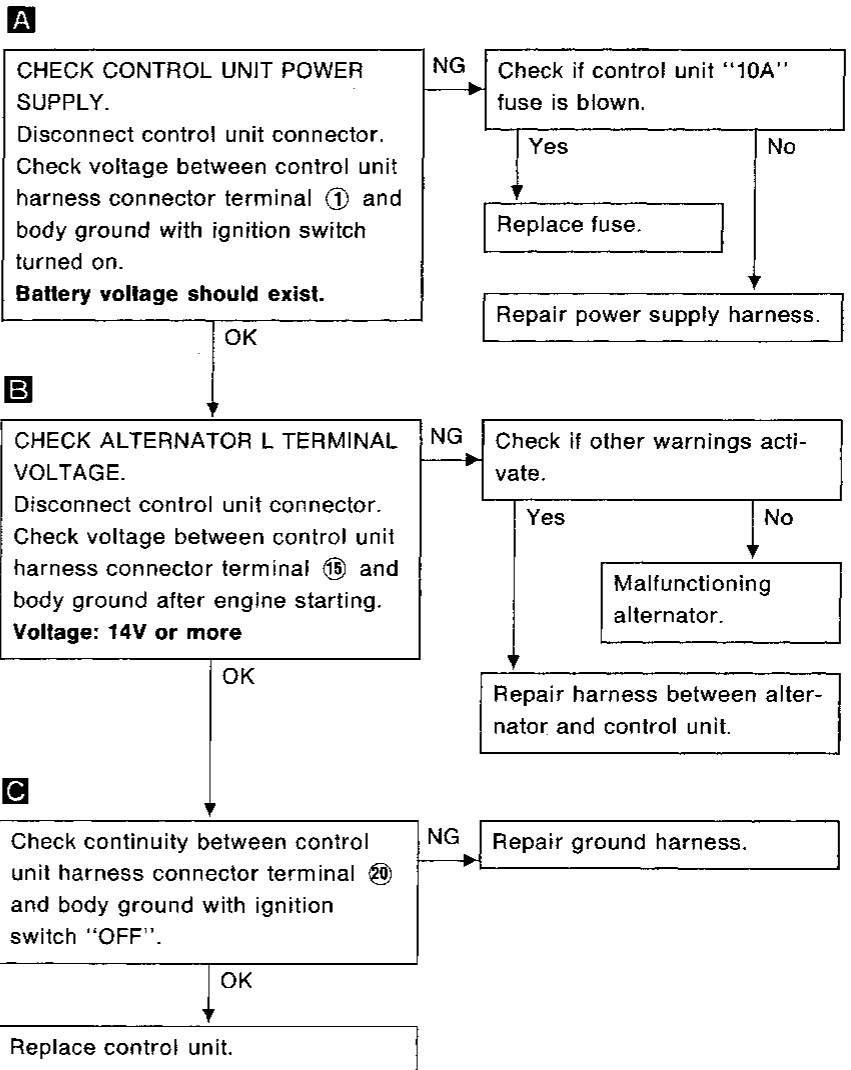 A
CHECK CONTROL UNIT POWER
SUPPLY.
Disconnect control unit connector.
Check voltage between control unit
harness connector terminal ① and
body ground with ignition switch
turned on.
Battery voltage should exist.
NG
Check if control unit "10A"
fuse is blown.
Yes
No
Replace fuse.
Repair power supply harness.
OK
B
CHECK ALTERNATOR L TERMINAL
VOLTAGE.
Disconnect control unit connector.
Check voltage between control unit
harness connector terminal ⑮ and
body ground after engine starting.
Voltage: 14V or more
NG
Check if other warnings acti-
vate.
Yes
No
Malfunctioning
alternator.
Repair harness between alter-
nator and control unit.
OK
C
Check continuity between control
unit harness connector terminal ⑳
and body ground with ignition
switch "OFF".
NG
Repair ground harness.
OK
Replace control unit.